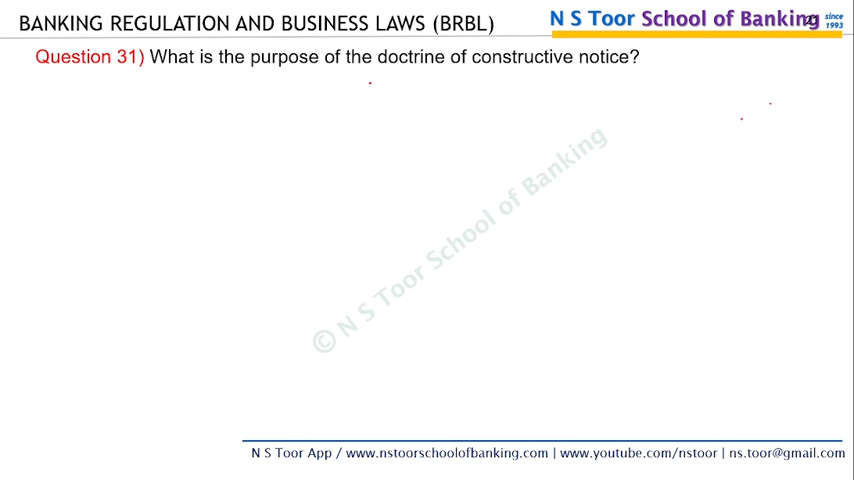 BANKING REGULATION AND BUSINESS LAWS (BRBL)
N S Toor School of Banking since 1993
Question 31) What is the purpose of the doctrine of constructive notice?
© N S Toor School of Banking
N S Toor App / www.nstoorschoolofbanking.com | www.youtube.com/nstoor | ns.toor@gmail.com